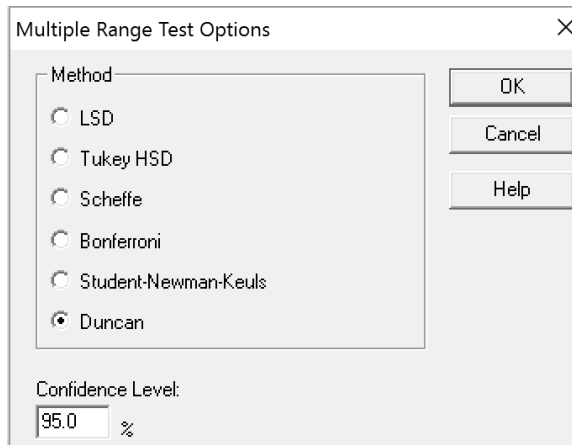 Multiple Range Test Options
Method
LSD
Tukey HSD
Scheffe
Bonferroni
Student-Newman-Keuls
Duncan
OK
Cancel
Help
Confidence Level:
95.0 %